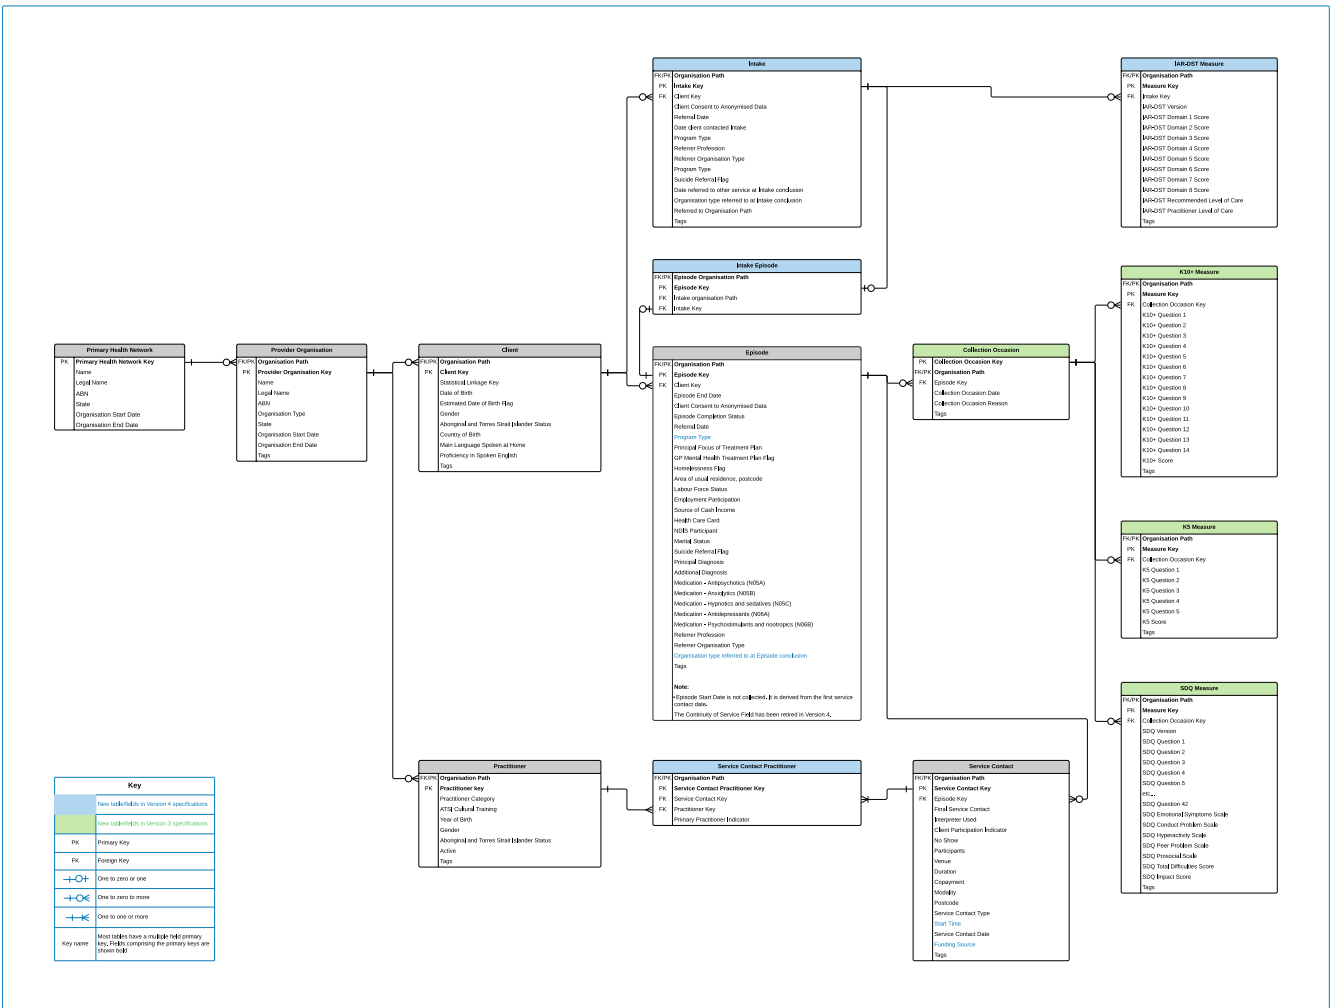 Intake
FK/PK Organisation Path
PK Intake Key
FK Client Key
Client Consent to Anonymised Data
Referral Date
Date client contacted Intake
Program Type
Referrer Profession
Referrer Organisation Type
Program Type
Suicide Referral Flag
Date referred to other service at Intake conclusion
Organisation type referred to at Intake conclusion
Referred to Organisation Path
Tags
IAR-DST Measure
FK/PK Organisation Path
PK Measure Key
FK Intake Key
IAR-DST Version
IAR-DST Domain 1 Score
IAR-DST Domain 2 Score
IAR-DST Domain 3 Score
IAR-DST Domain 4 Score
IAR-DST Domain 5 Score
IAR-DST Domain 6 Score
IAR-DST Domain 7 Score
IAR-DST Domain 8 Score
IAR-DST Recommended Level of Care
IAR-DST Practitioner Level of Care
Tags
Intake Episode
FK/PK Episode Organisation Path
PK Episode Key
FK Intake organisation Path
FK Intake Key
K10+ Measure
FK/PK Organisation Path
PK Measure Key
FK Collection Occasion Key
K10+ Question 1
K10+ Question 2
K10+ Question 3
K10+ Question 4
K10+ Question 5
K10+ Question 6
K10+ Question 7
K10+ Question 8
K10+ Question 9
K10+ Question 10
K10+ Question 11
K10+ Question 12
K10+ Question 13
K10+ Question 14
K10+ Score
Tags
Primary Health Network
PK Primary Health Network Key
Name
Legal Name
ABN
State
Organisation Start Date
Organisation End Date
Provider Organisation
FK/PK Organisation Path
PK Provider Organisation Key
Name
Legal Name
ABN
Organisation Type
State
Organisation Start Date
Organisation End Date
Tags
Client
FK/PK Organisation Path
PK Client Key
Statistical Linkage Key
Date of Birth
Estimated Date of Birth Flag
Gender
Aboriginal and Torres Strait Islander Status
Country of Birth
Main Language Spoken at Home
Proficiency in Spoken English
Tags
Episode
FK/PK Organisation Path
PK Episode Key
FK Client Key
Episode End Date
Client Consent to Anonymised Data
Episode Completion Status
Referral Date
Program Type
Principal Focus of Treatment Plan
GP Mental Health Treatment Plan Flag
Homelessness Flag
Area of usual residence, postcode
Labour Force Status
Employment Participation
Source of Cash Income
Health Care Card
NDIS Participant
Marital Status
Suicide Referral Flag
Principal Diagnosis
Additional Diagnosis
Medication - Antipsychotics (N05A)
Medication - Anxiolytics (N05B)
Medication - Hypnotics and sedatives (N05C)
Medication - Antidepressants (N06A)
Medication - Psychostimulants and nootropics (N06B)
Referrer Profession
Referrer Organisation Type
Organisation type referred to at Episode conclusion
Tags
Note:
• Episode Start Date is not collected. It is derived from the first service
contact date.
The Continuity of Service Field has been retired in Version 4.
Collection Occasion
PK Collection Occasion Key
FK/PK Organisation Path
FK Episode Key
Collection Occasion Date
Collection Occasion Reason
Tags
K5 Measure
FK/PK Organisation Path
PK Measure Key
FK Collection Occasion Key
K5 Question 1
K5 Question 2
K5 Question 3
K5 Question 4
K5 Question 5
K5 Score
Tags
SDQ Measure
FK/PK Organisation Path
PK Measure Key
FK Collection Occasion Key
SDQ Version
SDQ Question 1
SDQ Question 2
SDQ Question 3
SDQ Question 4
SDQ Question 5
etc...
SDQ Question 42
SDQ Emotional Symptoms Scale
SDQ Conduct Problem Scale
SDQ Hyperactivity Scale
SDQ Peer Problem Scale
SDQ Prosocial Scale
SDQ Total Difficulties Score
SDQ Impact Score
Tags
Practitioner
FK/PK Organisation Path
PK Practitioner key
Practitioner Category
ATSI Cultural Training
Year of Birth
Gender
Aboriginal and Torres Strait Islander Status
Active
Tags
Service Contact Practitioner
FK/PK Organisation Path
PK Service Contact Practitioner Key
FK Service Contact Key
FK Practitioner Key
Primary Practitioner Indicator
Service Contact
FK/PK Organisation Path
PK Service Contact Key
FK Episode Key
Final Service Contact
Interpreter Used
Client Participation Indicator
No Show
Participants
Venue
Duration
Copayment
Modality
Postcode
Service Contact Type
Start Time
Service Contact Date
Funding Source
Tags
Key
New table/fields in Version 4 specifications
New table/fields in Version 3 specifications
PK Primary Key
FK Foreign Key
One to zero or one
One to zero to more
One to one or more
Key name Most tables have a multiple field primary
key. Fields comprising the primary keys are
shown bold